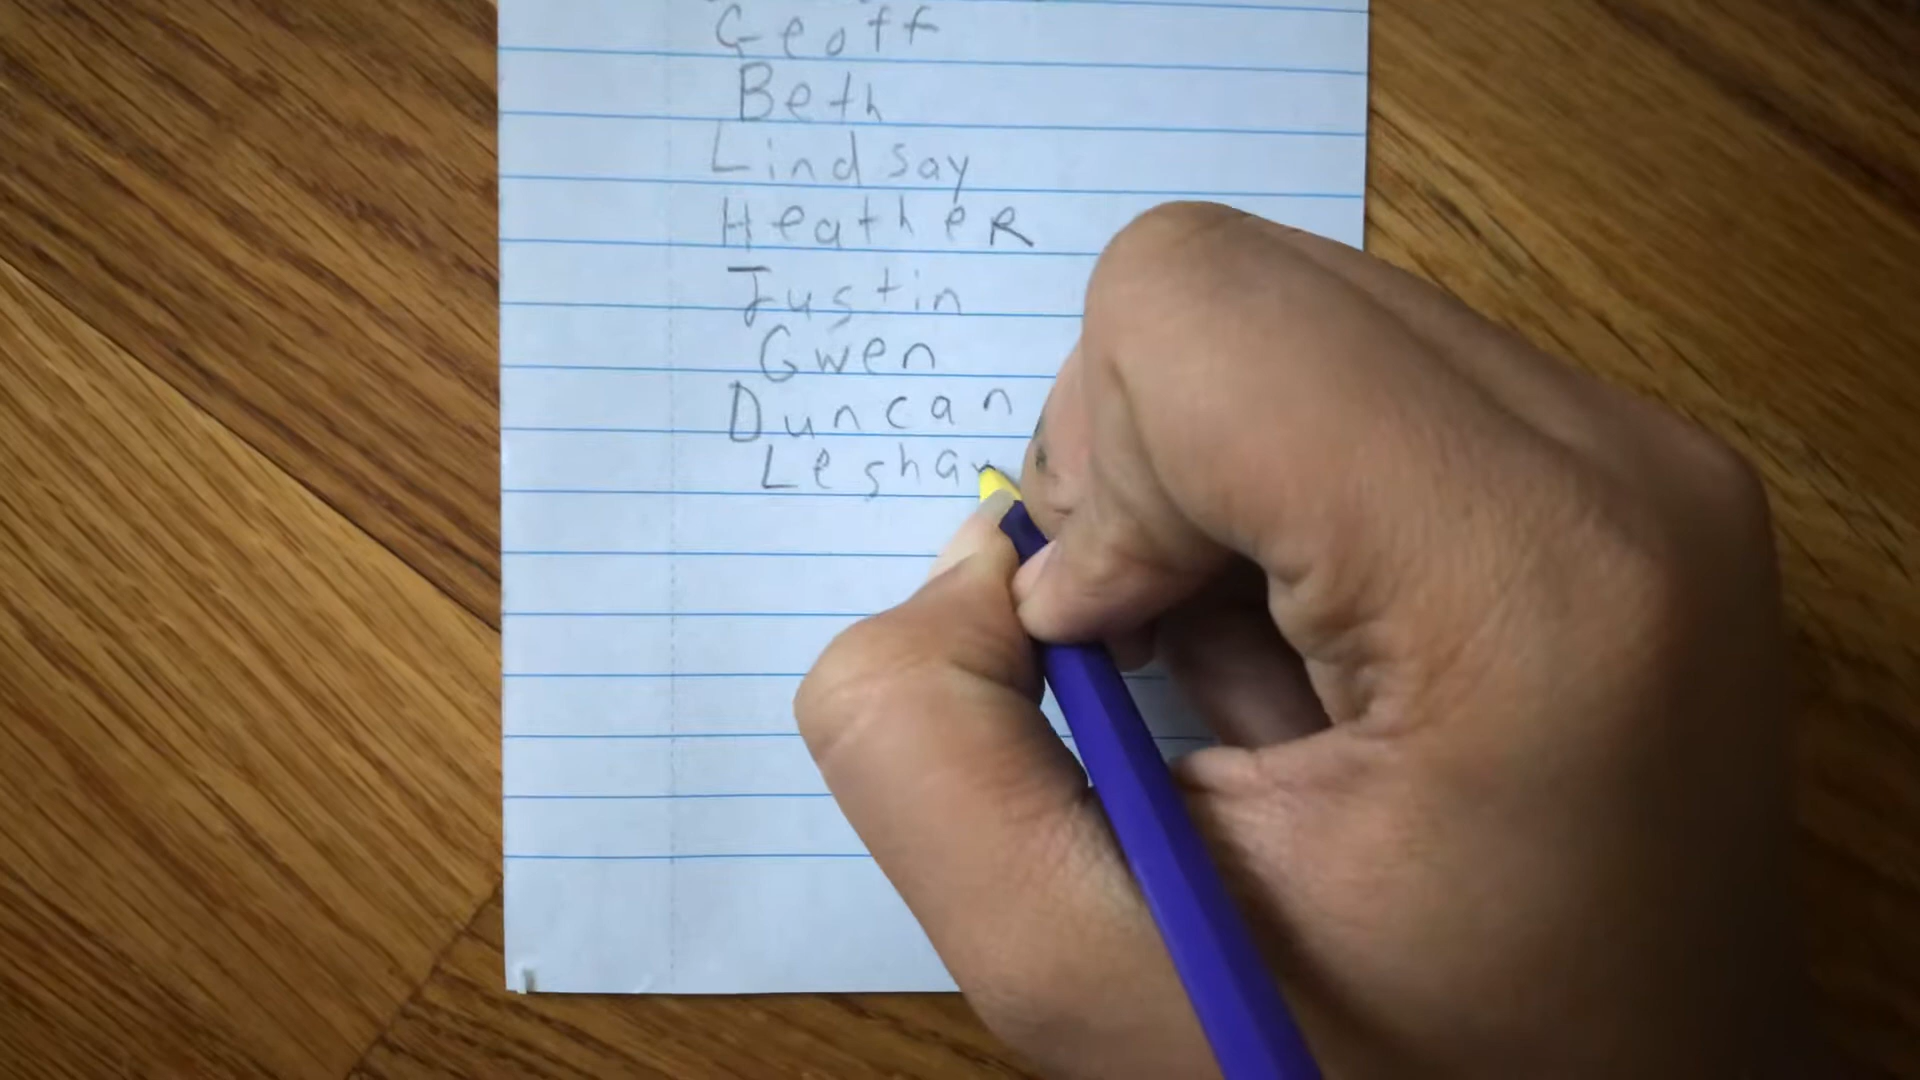 Geoff
Beth
Lindsay
HeatheR
Justin
Gwen
Duncan